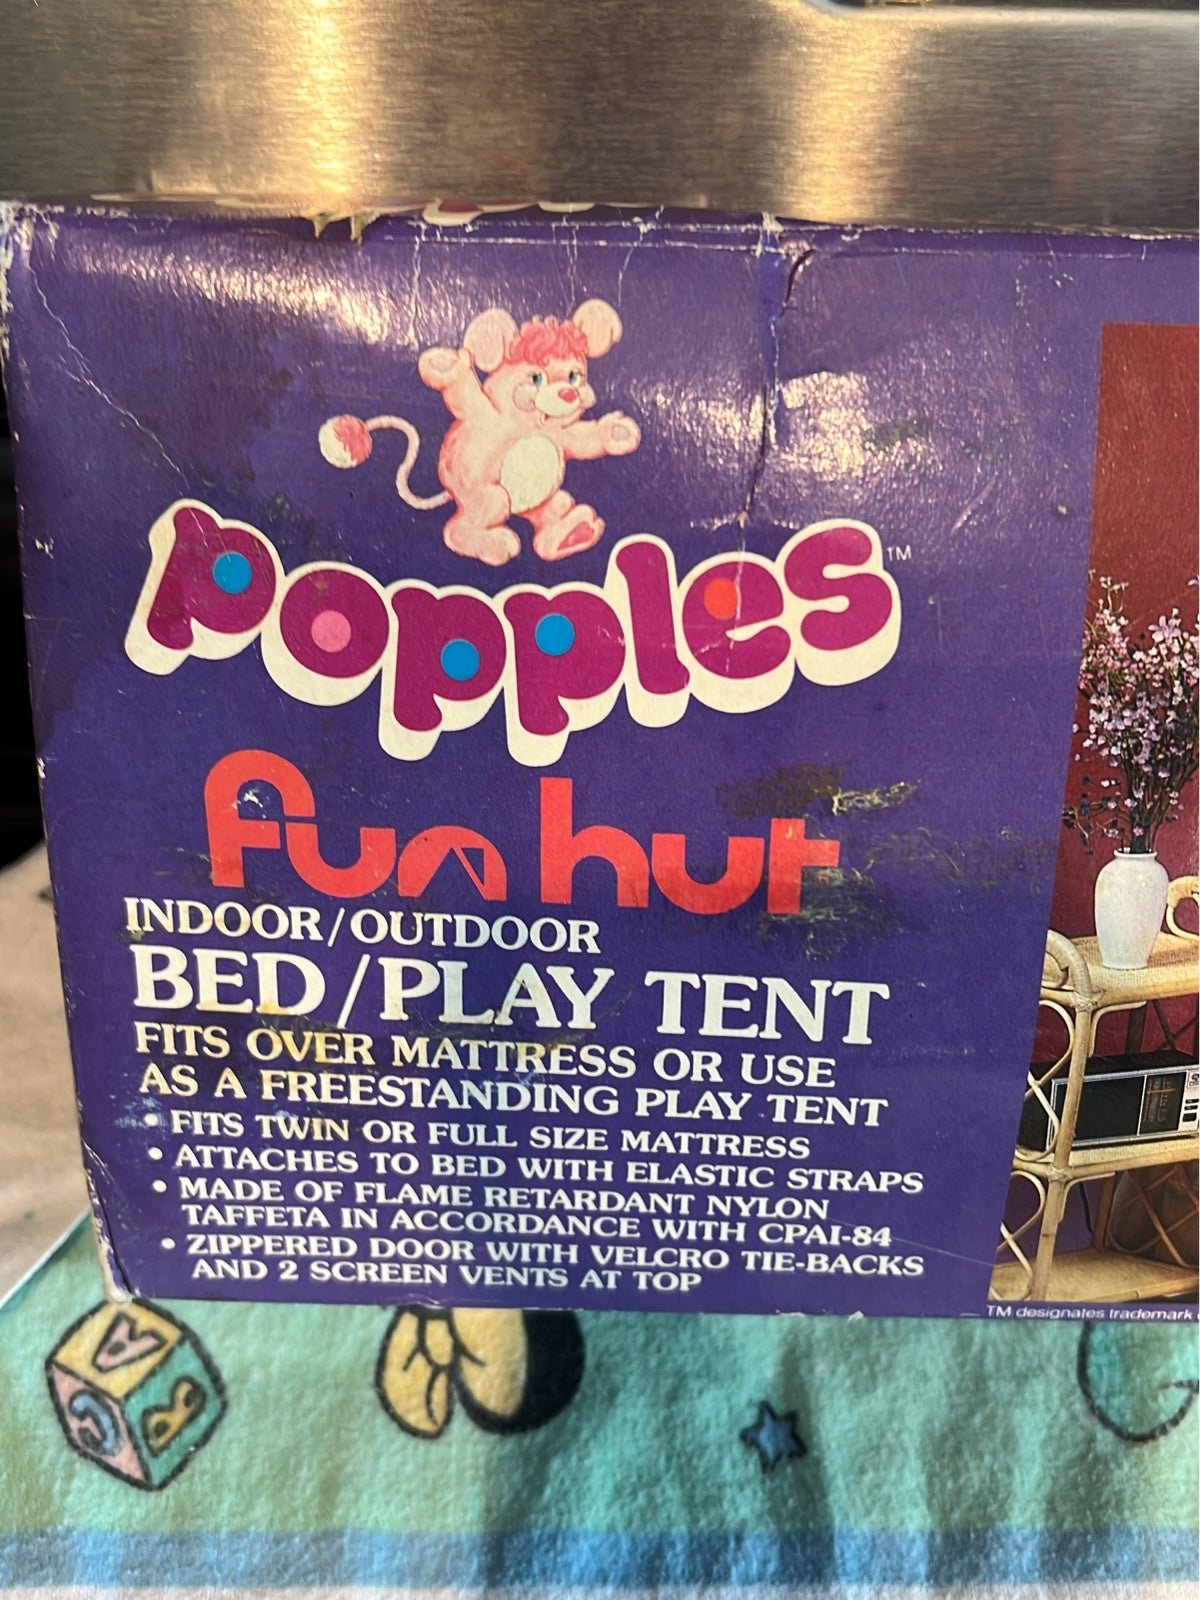 popples™
fun hut
INDOOR/OUTDOOR
BED/PLAY TENT
FITS OVER MATTRESS OR USE
AS A FREESTANDING PLAY TENT
• FITS TWIN OR FULL SIZE MATTRESS
• ATTACHES TO BED WITH ELASTIC STRAPS
• MADE OF FLAME RETARDANT NYLON
TAFFETA IN ACCORDANCE WITH CPAI-84
• ZIPPERED DOOR WITH VELCRO TIE-BACKS
AND 2 SCREEN VENTS AT TOP
TM designates trademark
A
C
B